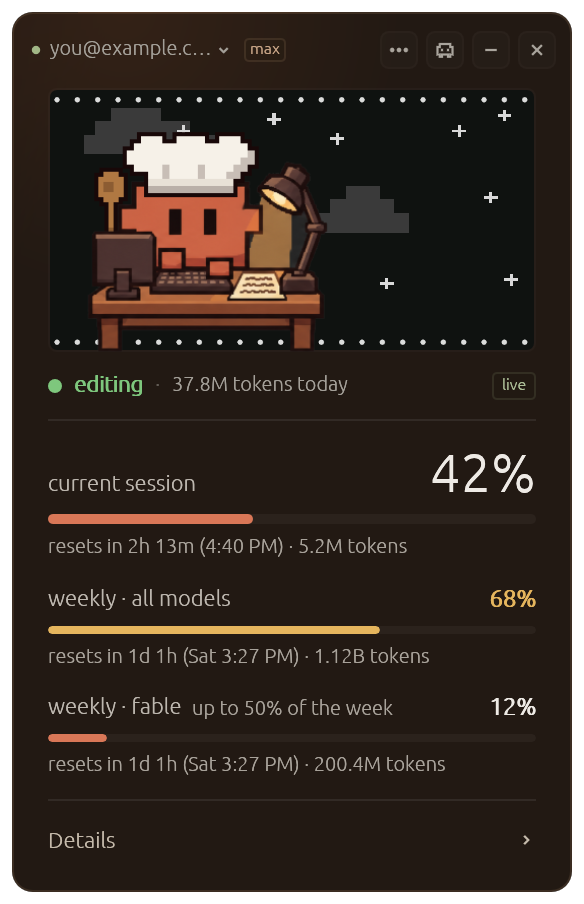 you@example.c... max
editing · 37.8M tokens today live
current session 42%
resets in 2h 13m (4:40 PM) · 5.2M tokens
weekly · all models 68%
resets in 1d 1h (Sat 3:27 PM) · 1.12B tokens
weekly · fable up to 50% of the week 12%
resets in 1d 1h (Sat 3:27 PM) · 200.4M tokens
Details